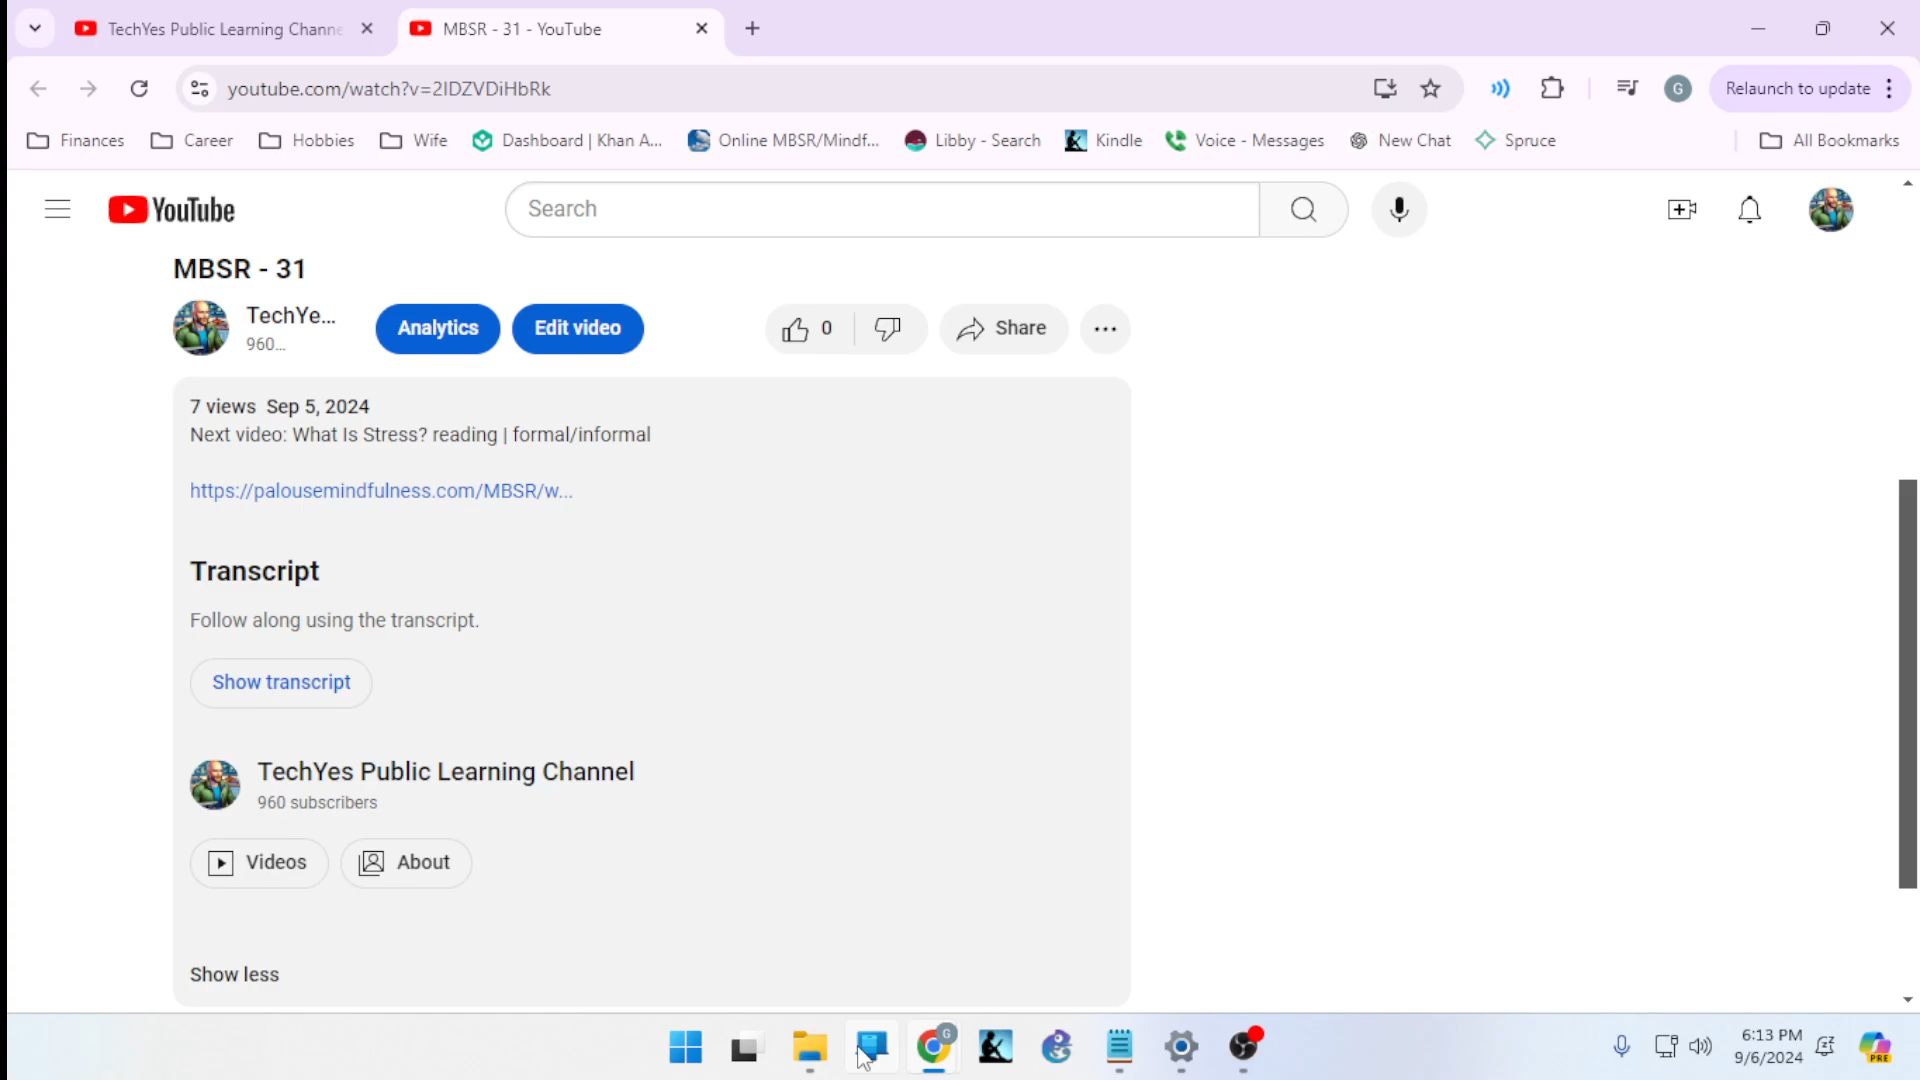 TechYes Public Learning Channe
MBSR - 31 - YouTube
youtube.com/watch?v=2IDZVDiHbRk
G
Relaunch to update
Finances
Career
Hobbies
Wife
Dashboard | Khan A...
Online MBSR/Mindf...
Libby - Search
Kindle
Voice - Messages
New Chat
Spruce
All Bookmarks
YouTube
Search
MBSR - 31
TechYe...
960...
Analytics
Edit video
0
Share
7 views Sep 5, 2024
Next video: What Is Stress? reading | formal/informal
https://palousemindfulness.com/MBSR/w...
Transcript
Follow along using the transcript.
Show transcript
TechYes Public Learning Channel
960 subscribers
Videos
About
Show less
G
6:13 PM
9/6/2024
PRE